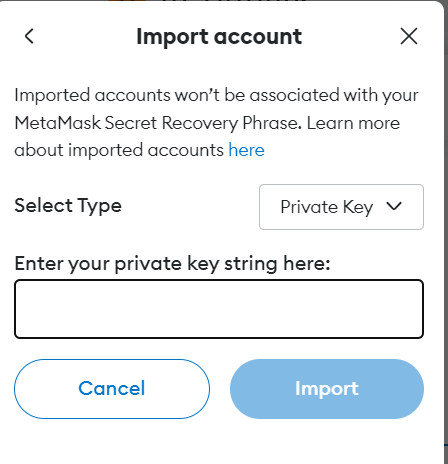 Import account
Imported accounts won't be associated with your
MetaMask Secret Recovery Phrase. Learn more
about imported accounts here
Select Type
Private Key
Enter your private key string here:
Cancel
Import